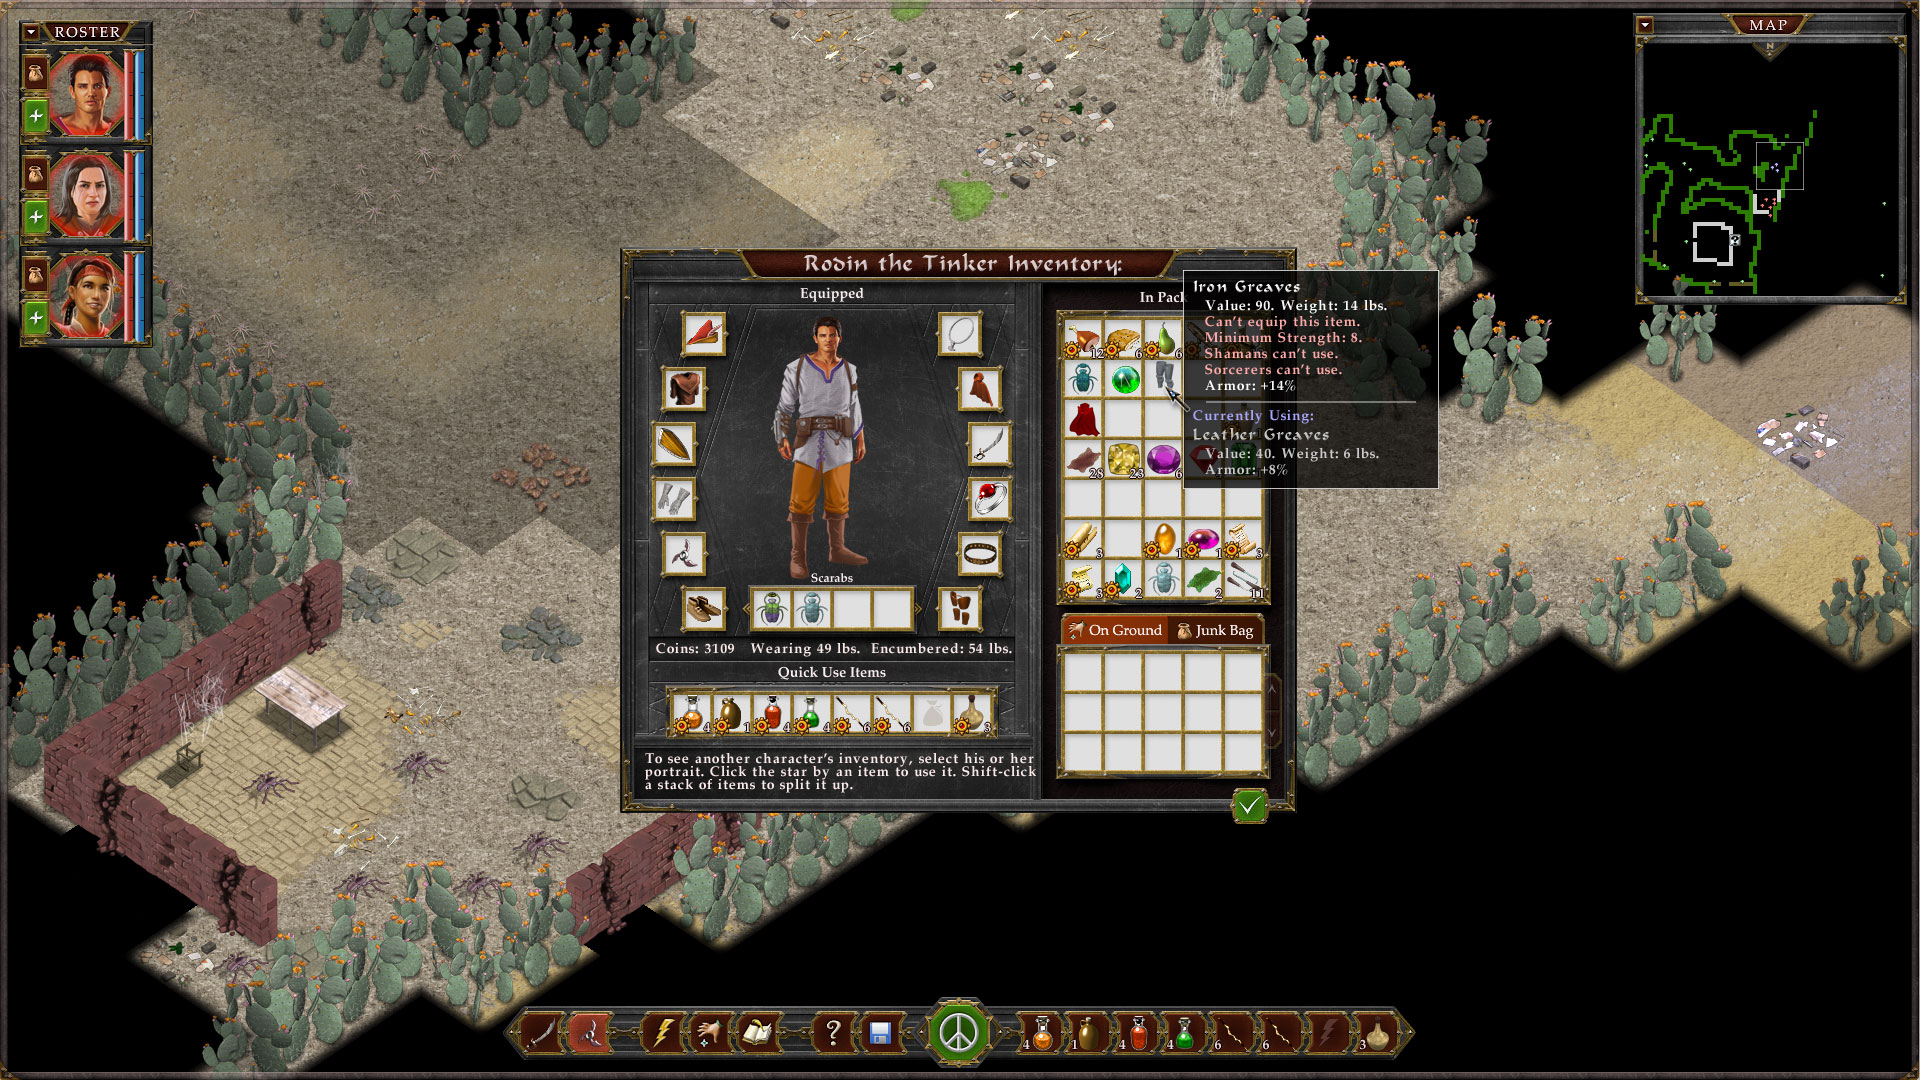 ROSTER
MAP
N
Rodin the Tinker Inventory:
Equipped
In Pack
Iron Greaves
Value: 90. Weight: 14 lbs.
Can't equip this item.
Minimum Strength: 8.
Shamans can't use.
Sorcerers can't use.
Armor: +14%
Currently Using:
Leather Greaves
Value: 40. Weight: 6 lbs.
Armor: +8%
12 6 6
28 23 6
3 1 1 3
3 2 2 11
Scarabs
Coins: 3109 Wearing 49 lbs. Encumbered: 54 lbs.
On Ground Junk Bag
Quick Use Items
4 1 4 4 6 6 3
To see another character's inventory, select his or her
portrait. Click the star by an item to use it. Shift-click
a stack of items to split it up.
?
4 1 4 4 6 6 3